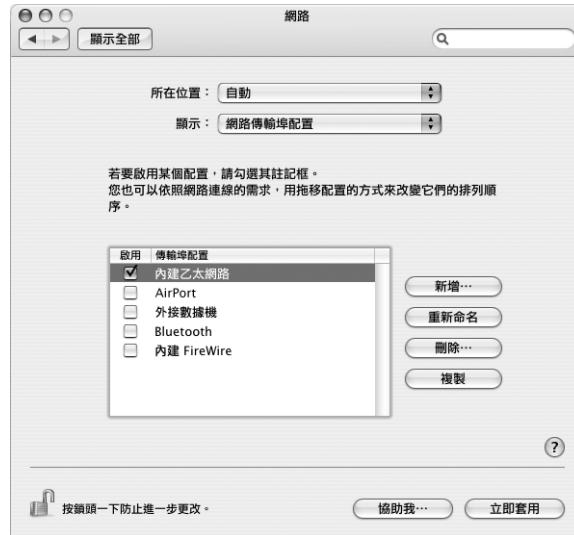 網路
顯示全部
所在位置： 自動
顯示： 網路傳輸埠配置
若要啟用某個配置，請勾選其註記框。
您也可以依照網路連線的需求，用拖移配置的方式來改變它們的排列順
序。
啟用 傳輸埠配置
內建乙太網路
AirPort
外接數據機
Bluetooth
內建 FireWire
新增…
重新命名
刪除…
複製
?
按鎖頭一下防止進一步更改。
協助我…
立即套用